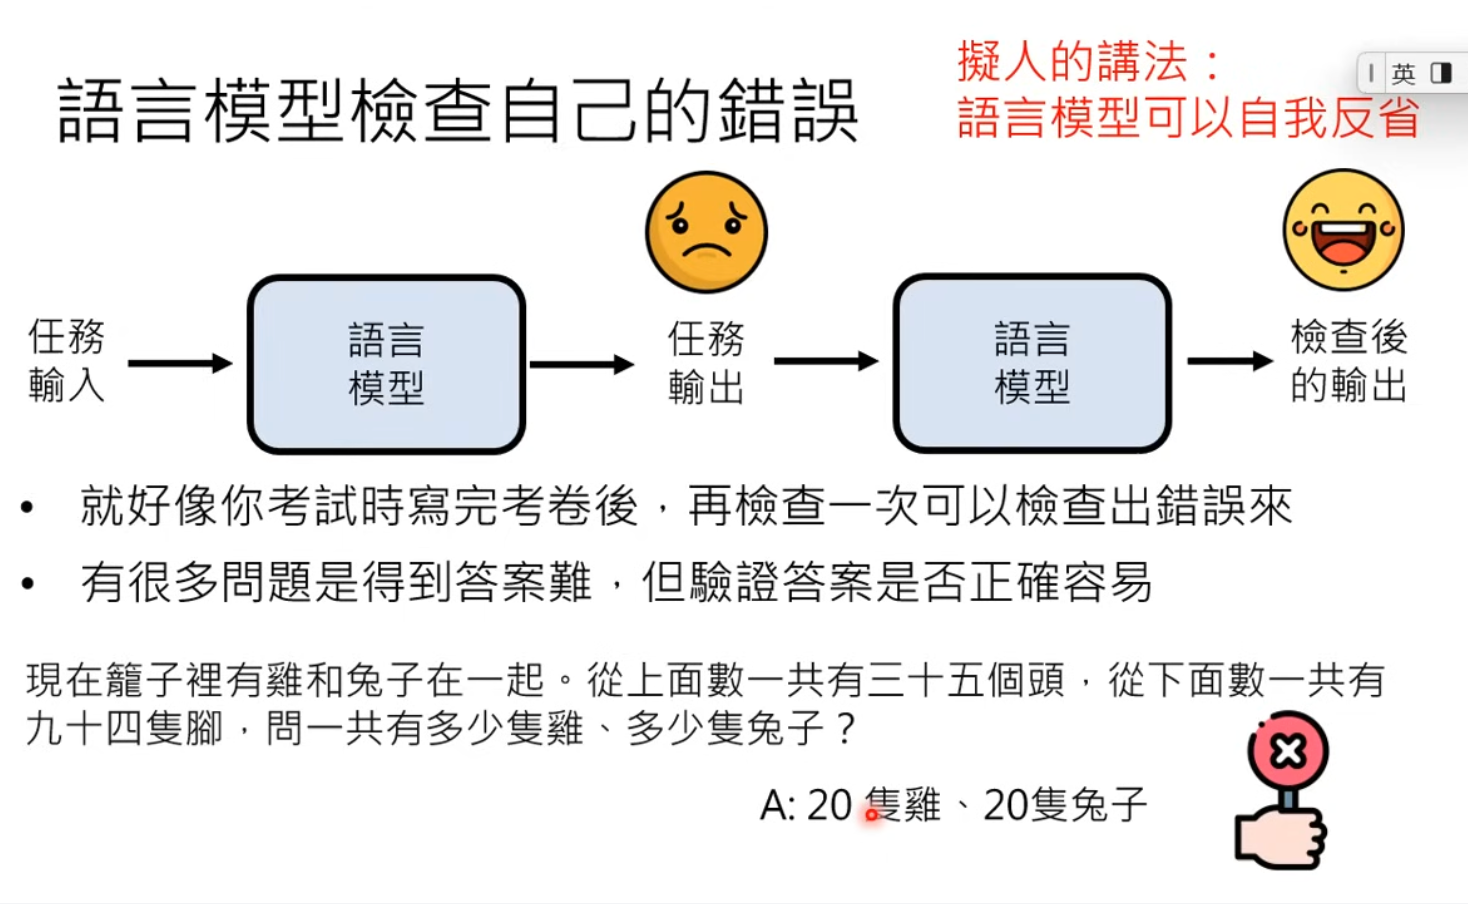 語言模型檢查自己的錯誤
擬人的講法：
語言模型可以自我反省
英
任務
輸入
語言
模型
任務
輸出
語言
模型
檢查後
的輸出
• 就好像你考試時寫完考卷後，再檢查一次可以檢查出錯誤來
• 有很多問題是得到答案難，但驗證答案是否正確容易
現在籠子裡有雞和兔子在一起。從上面數一共有三十五個頭，從下面數一共有
九十四隻腳，問一共有多少隻雞、多少隻兔子？
A: 20 隻雞、20隻兔子